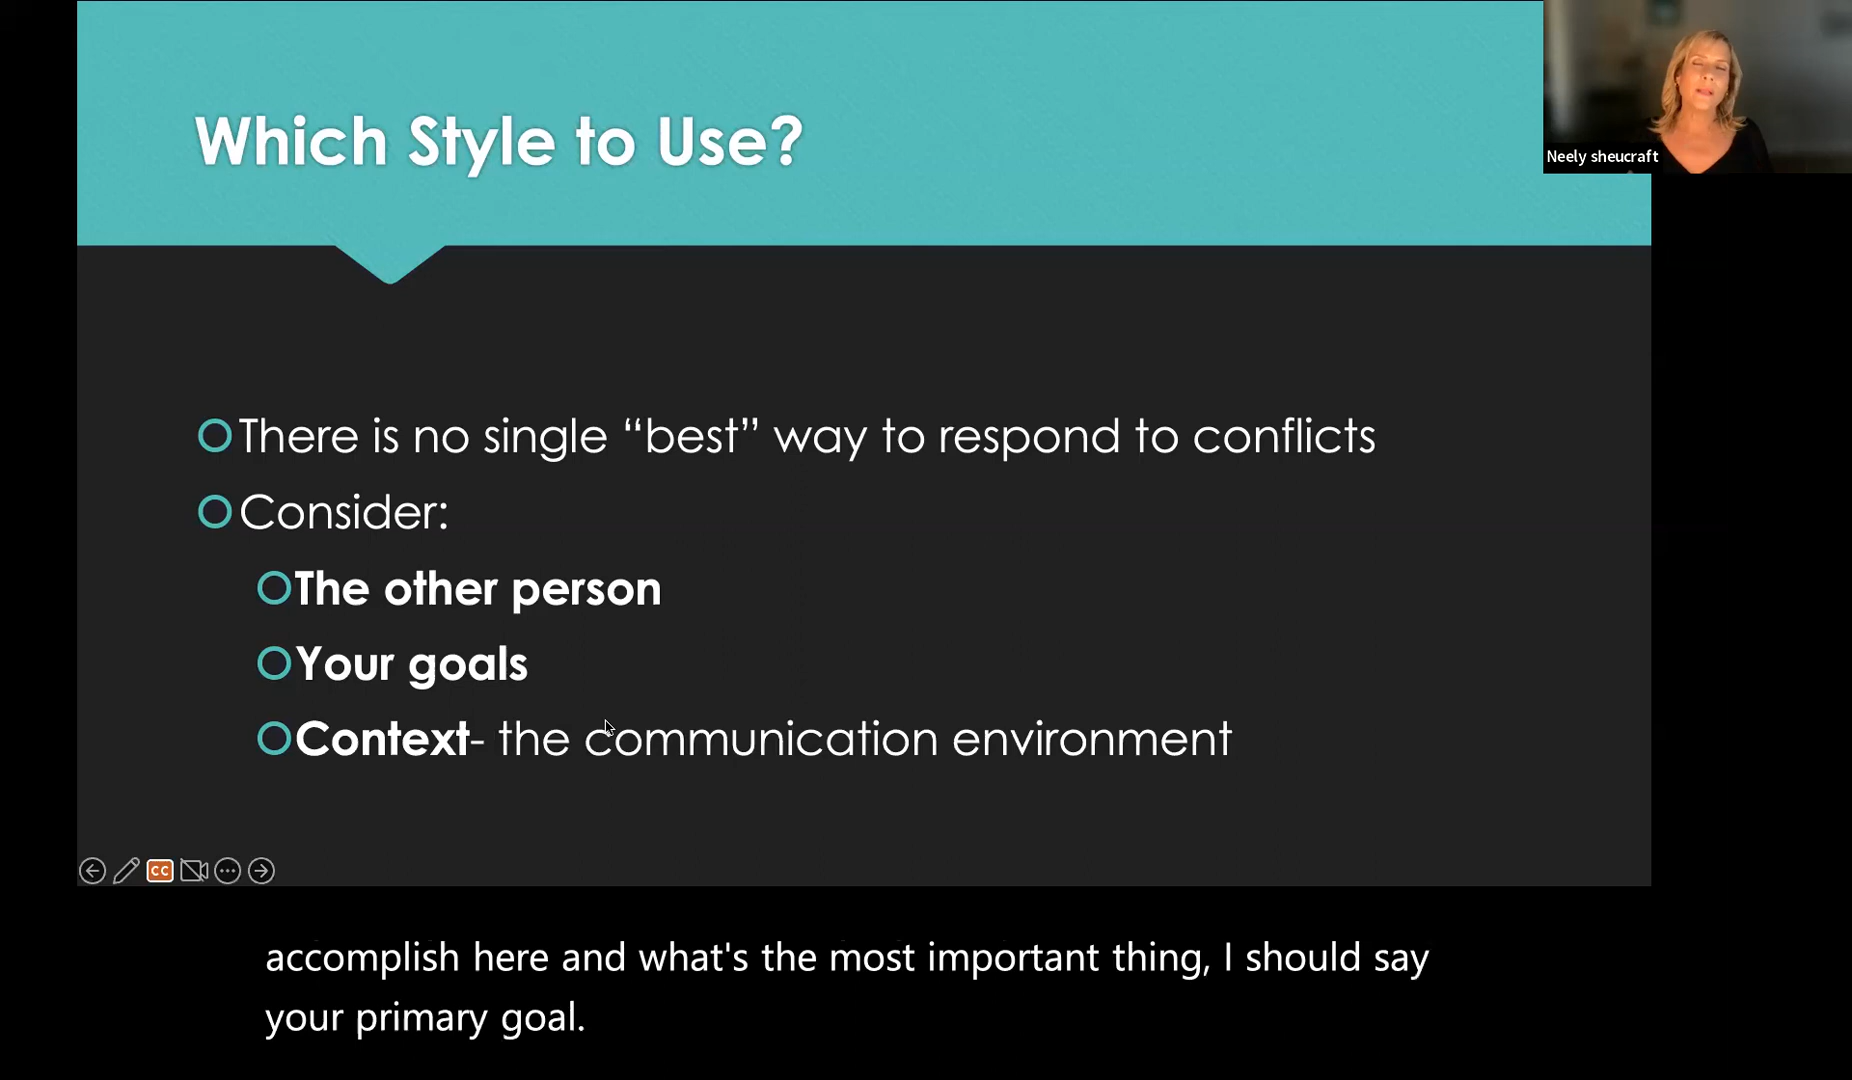 Which Style to Use?
Neely sheucraft
There is no single “best” way to respond to conflicts
Consider:
The other person
Your goals
Context- the communication environment
CC
accomplish here and what's the most important thing, I should say
your primary goal.